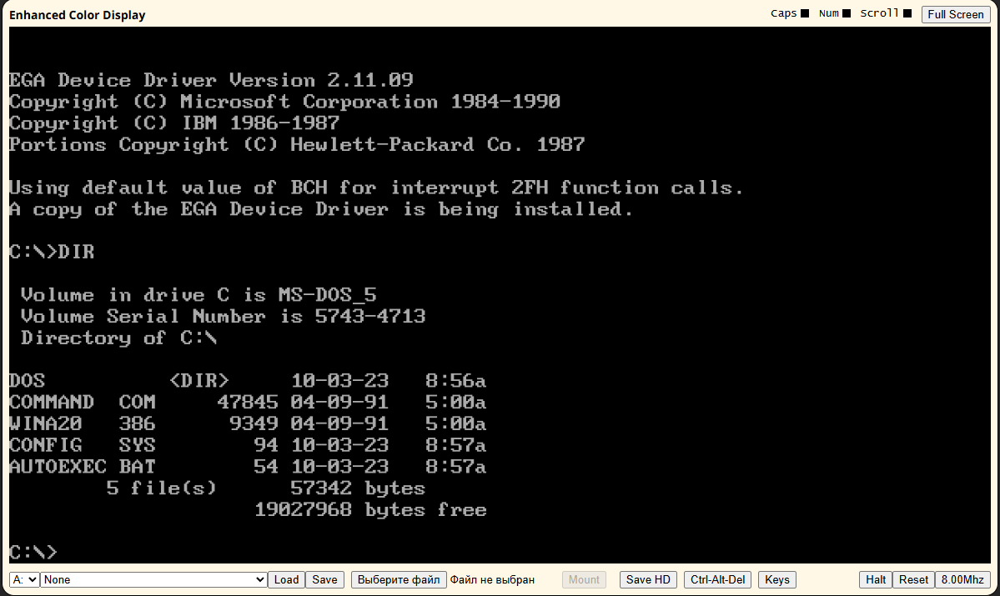 Enhanced Color Display
Caps Num Scroll Full Screen
EGA Device Driver Version 2.11.09
Copyright (C) Microsoft Corporation 1984-1990
Copyright (C) IBM 1986-1987
Portions Copyright (C) Hewlett-Packard Co. 1987
Using default value of BCH for interrupt 2FH function calls.
A copy of the EGA Device Driver is being installed.
C:\>DIR
Volume in drive C is MS-DOS_5
Volume Serial Number is 5743-4713
Directory of C:\
DOS <DIR> 10-03-23 8:56a
COMMAND COM 47845 04-09-91 5:00a
WINA20 386 9349 04-09-91 5:00a
CONFIG SYS 94 10-03-23 8:57a
AUTOEXEC BAT 54 10-03-23 8:57a
5 file(s) 57342 bytes
19027968 bytes free
C:\>
A: None Load Save Выберите файл Файл не выбран Mount Save HD Ctrl-Alt-Del Keys Halt Reset 8.00Mhz